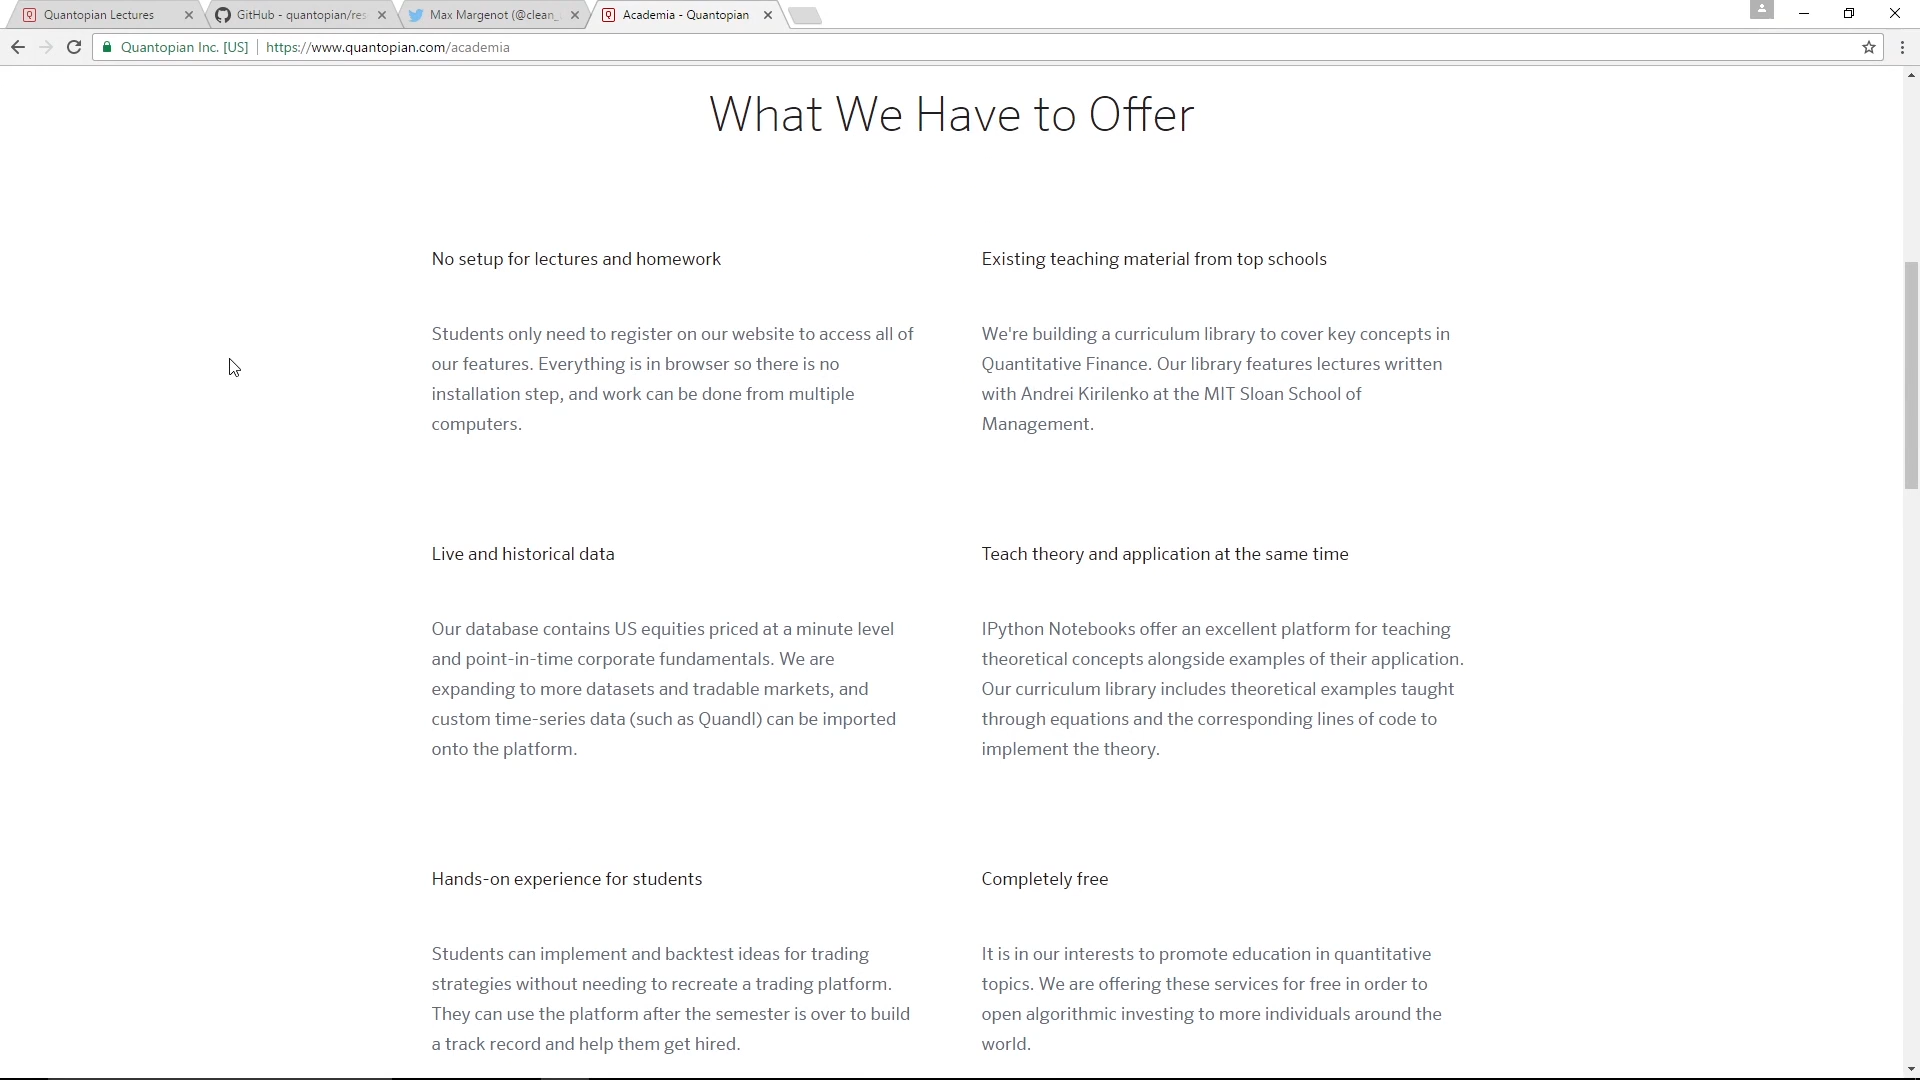 Quantopian Lectures
GitHub - quantopian/res
Max Margenot (@clean_
Academia - Quantopian
Quantopian Inc. [US]
https://www.quantopian.com/academia
What We Have to Offer
No setup for lectures and homework
Students only need to register on our website to access all of
our features. Everything is in browser so there is no
installation step, and work can be done from multiple
computers.
Existing teaching material from top schools
We're building a curriculum library to cover key concepts in
Quantitative Finance. Our library features lectures written
with Andrei Kirilenko at the MIT Sloan School of
Management.
Live and historical data
Our database contains US equities priced at a minute level
and point-in-time corporate fundamentals. We are
expanding to more datasets and tradable markets, and
custom time-series data (such as Quandl) can be imported
onto the platform.
Teach theory and application at the same time
IPython Notebooks offer an excellent platform for teaching
theoretical concepts alongside examples of their application.
Our curriculum library includes theoretical examples taught
through equations and the corresponding lines of code to
implement the theory.
Hands-on experience for students
Students can implement and backtest ideas for trading
strategies without needing to recreate a trading platform.
They can use the platform after the semester is over to build
a track record and help them get hired.
Completely free
It is in our interests to promote education in quantitative
topics. We are offering these services for free in order to
open algorithmic investing to more individuals around the
world.